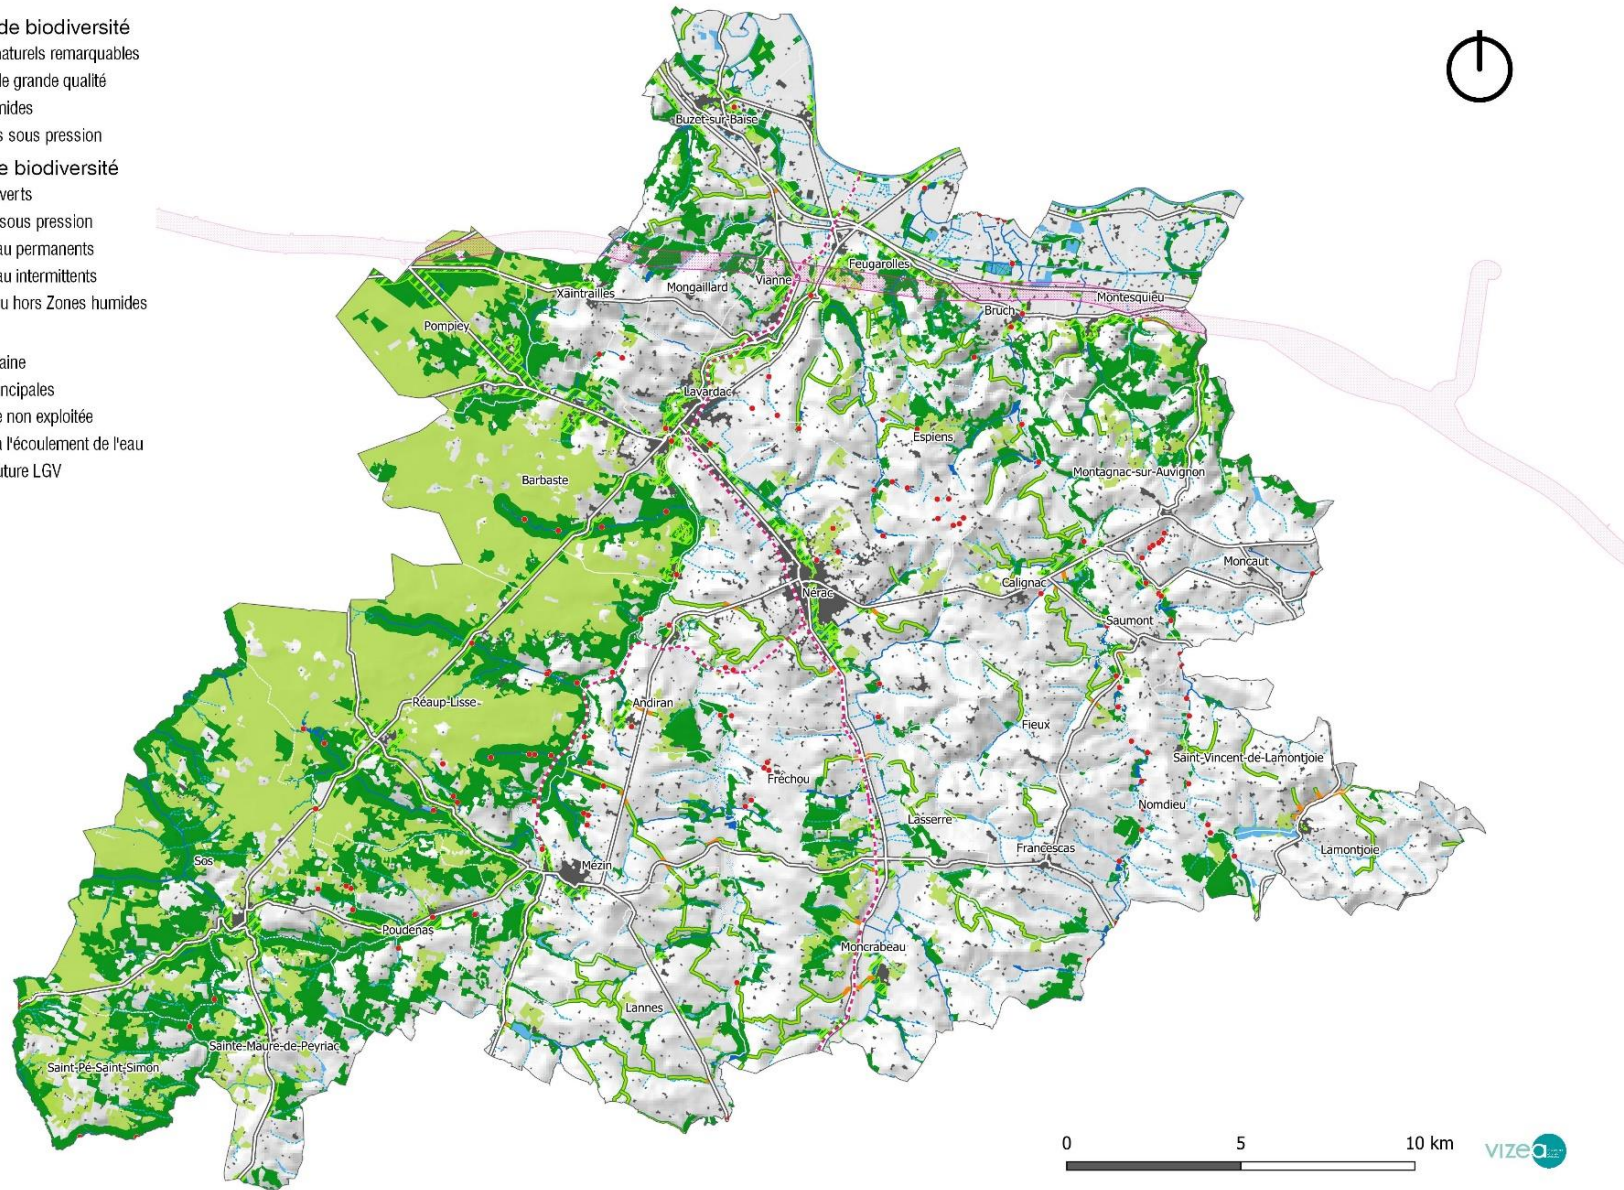 de biodiversité
naturels remarquables
de grande qualité
mides
s sous pression
e biodiversité
verts
sous pression
au permanents
au intermittents
u hors Zones humides
aine
ncipales
e non exploitée
à l'écoulement de l'eau
uture LGV
Buzet-sur-Baïse
Feugarolles
Vianne
Mongaillard
Xaintrailles
Montesquieu
Bruch
Pompiey
Lavardac
Espiens
Montagnac-sur-Auvignon
Barbaste
Moncaut
Calignac
Nérac
Saumont
Réaup-Lisse
Andiran
Fieux
Saint-Vincent-de-Lamontjoie
Fréchou
Nomdieu
Lasserre
Francescas
Lamontjoie
Sos
Mézin
Poudenas
Moncrabeau
Lannes
Sainte-Maure-de-Peyriac
Saint-Pé-Saint-Simon
0 5 10 km
vizea